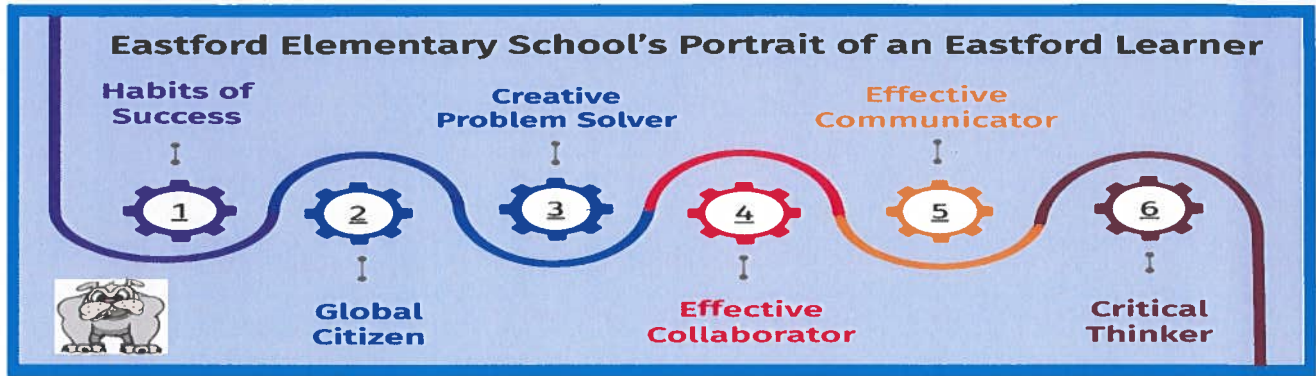 Eastford Elementary School's Portrait of an Eastford Learner
Habits of
Success
1
Global
Citizen
2
Creative
Problem Solver
3
Effective
Collaborator
4
Effective
Communicator
5
Critical
Thinker
6